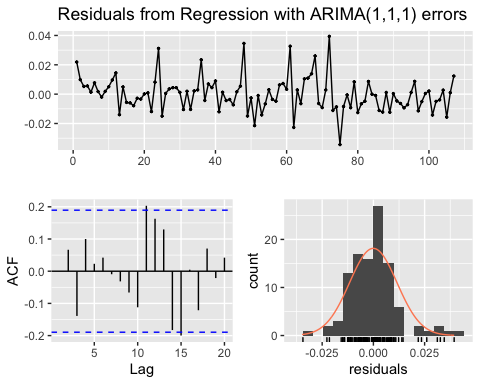 Residuals from Regression with ARIMA(1,1,1) errors
0.04
0.02
0.00
-0.02
0 20 40 60 80 100
0.2
0.1
0.0
-0.1
-0.2
ACF
5 10 15 20
Lag
20
10
0
count
-0.025 0.000 0.025
residuals